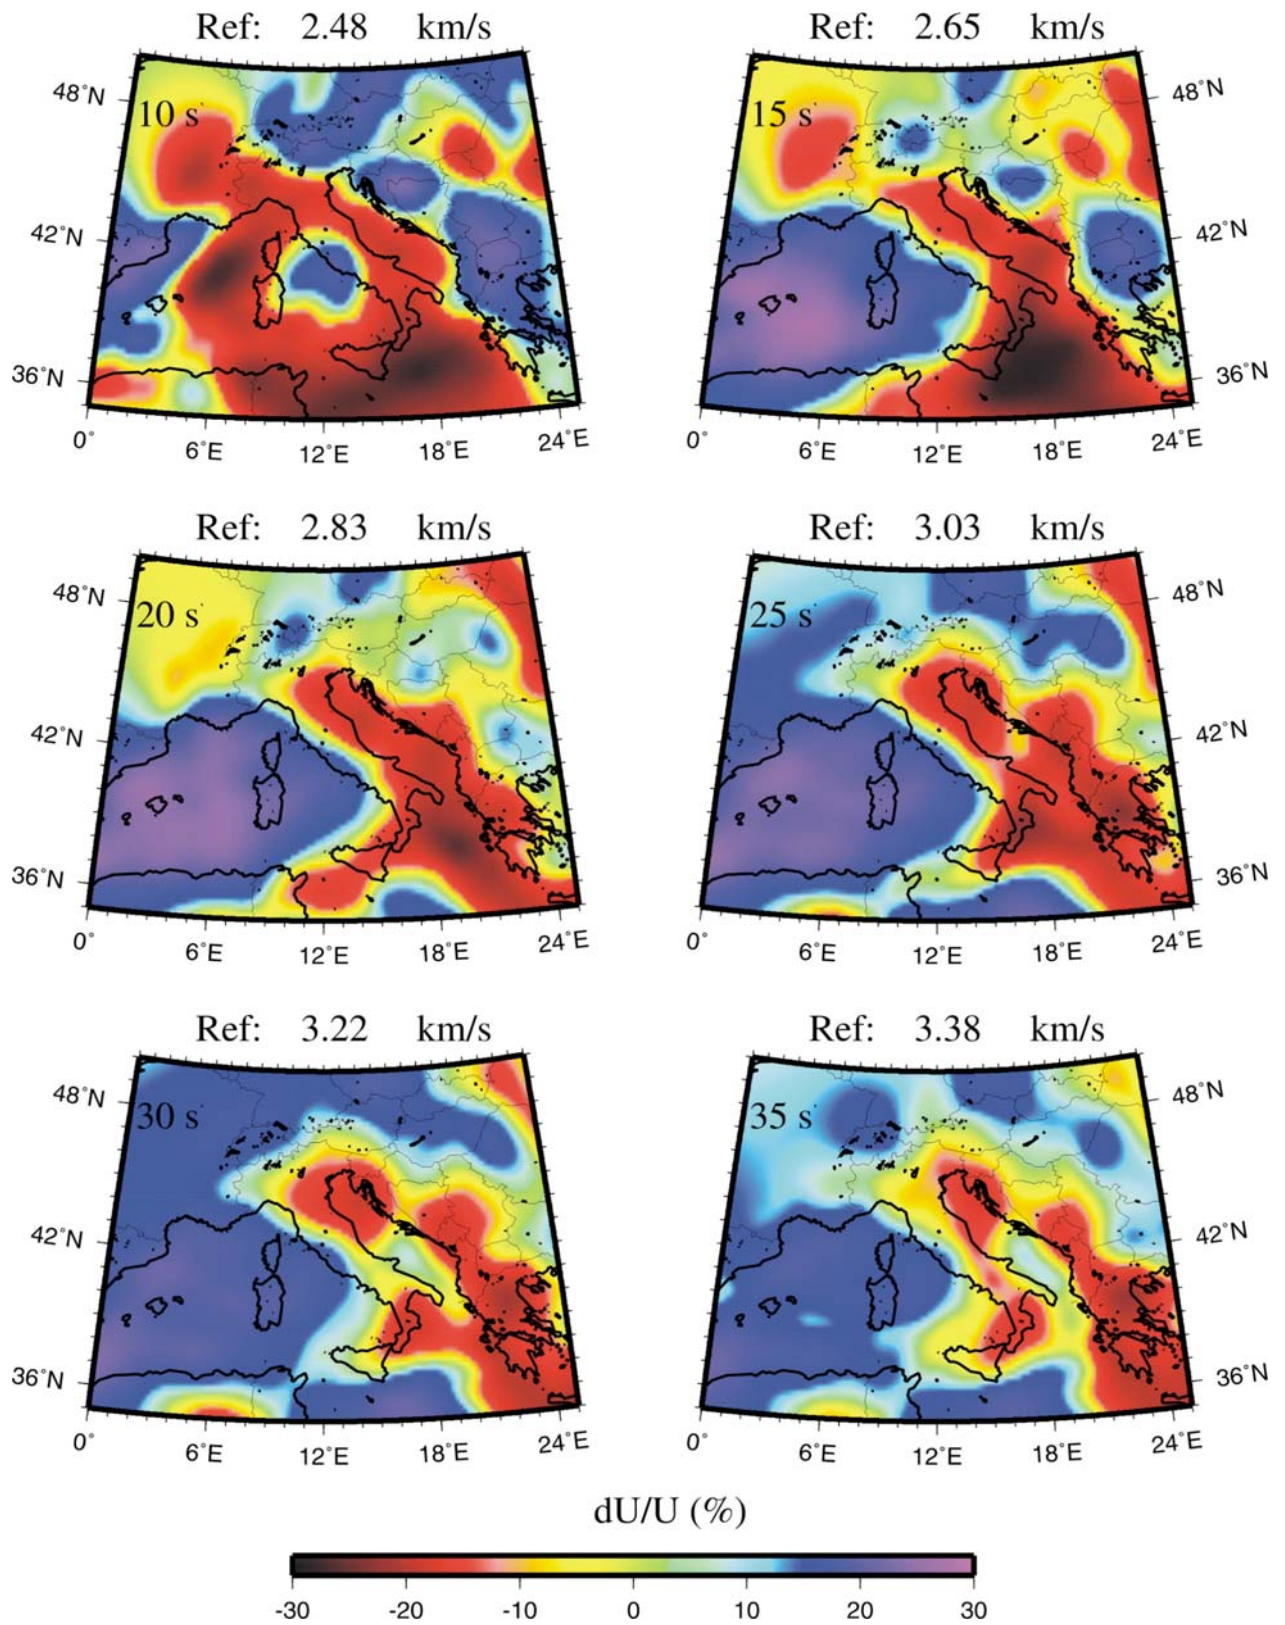 Ref: 2.48 km/s
Ref: 2.65 km/s
48°N
10 s
15 s
48°N
42°N
42°N
36°N
36°N
0° 6°E 12°E 18°E 24°E
0° 6°E 12°E 18°E 24°E
Ref: 2.83 km/s
Ref: 3.03 km/s
48°N
20 s
25 s
48°N
42°N
42°N
36°N
36°N
0° 6°E 12°E 18°E 24°E
0° 6°E 12°E 18°E 24°E
Ref: 3.22 km/s
Ref: 3.38 km/s
48°N
30 s
35 s
48°N
42°N
42°N
36°N
36°N
0° 6°E 12°E 18°E 24°E
0° 6°E 12°E 18°E 24°E
dU/U (%)
-30 -20 -10 0 10 20 30